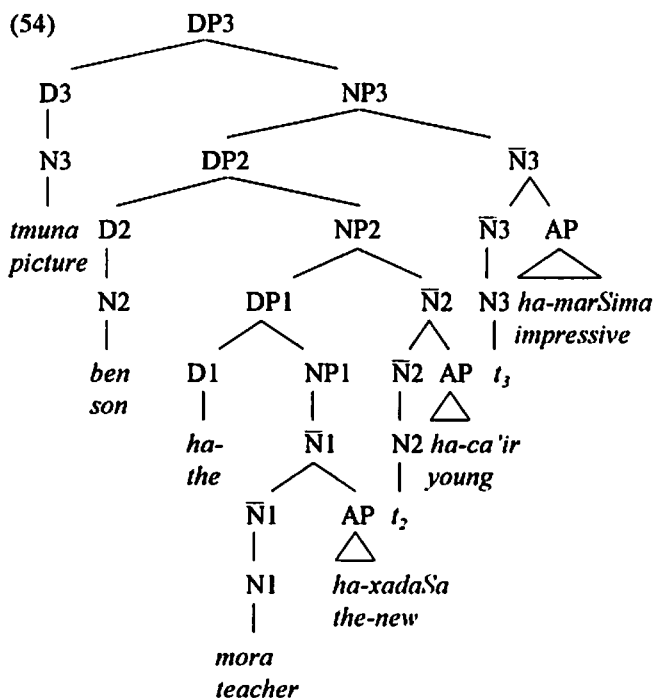 (54) DP3
D3 NP3
N3 DP2 N̅3
tmuna D2 NP2 N̅3 AP
picture
N2 DP1 N̅2 N3 ha-marSima
impressive
ben D1 NP1 N̅2 AP t₃
son
ha- N̅1 N2 ha-ca'ir
the young
N̅1 AP t₂
N1 ha-xadaSa
the-new
mora
teacher